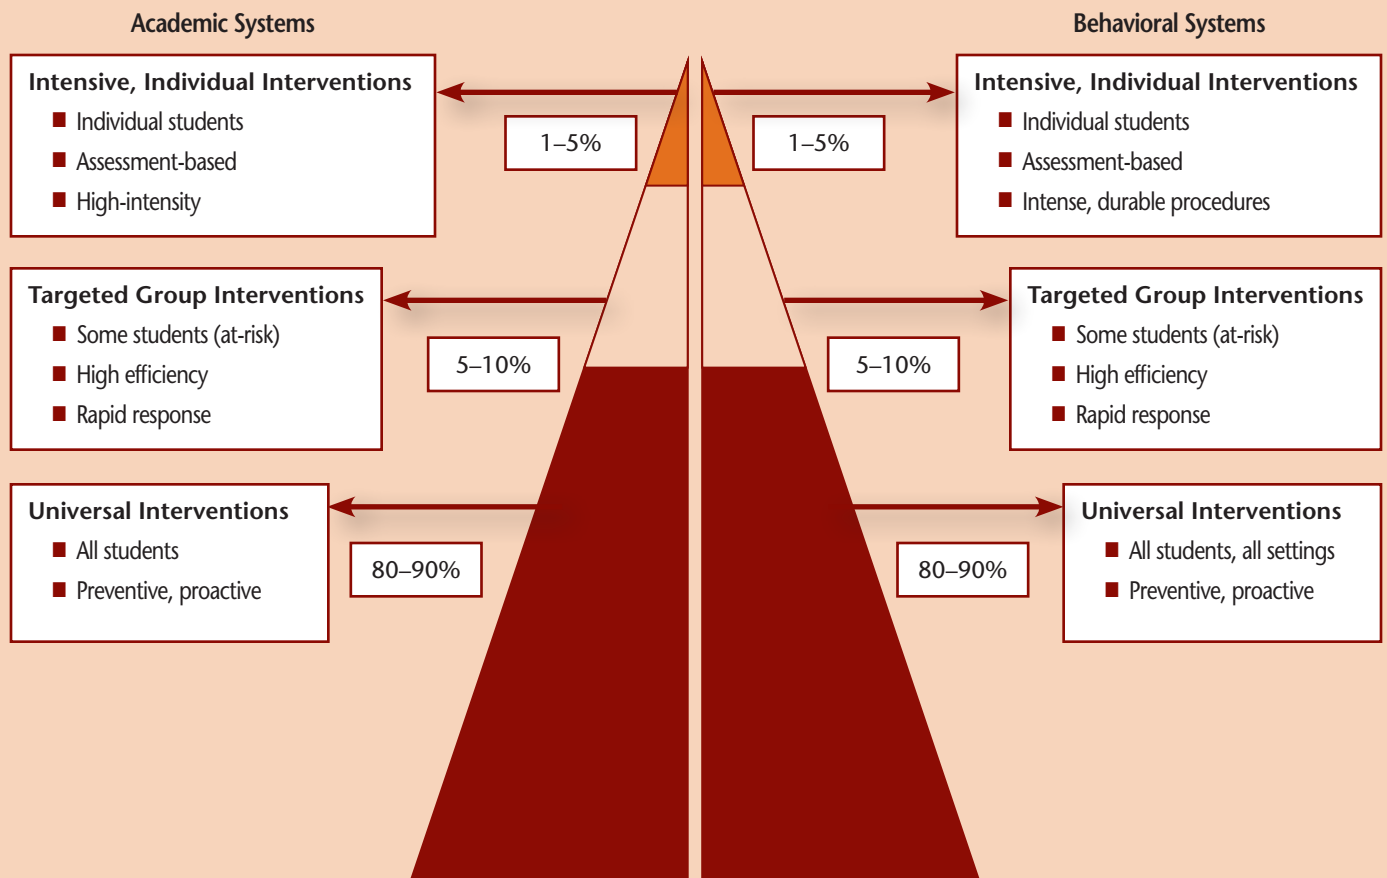 Academic Systems
Intensive, Individual Interventions
■ Individual students
■ Assessment-based
■ High-intensity
1–5%
Targeted Group Interventions
■ Some students (at-risk)
■ High efficiency
■ Rapid response
5–10%
Universal Interventions
■ All students
■ Preventive, proactive
80–90%
Behavioral Systems
Intensive, Individual Interventions
■ Individual students
■ Assessment-based
■ Intense, durable procedures
1–5%
Targeted Group Interventions
■ Some students (at-risk)
■ High efficiency
■ Rapid response
5–10%
Universal Interventions
■ All students, all settings
■ Preventive, proactive
80–90%